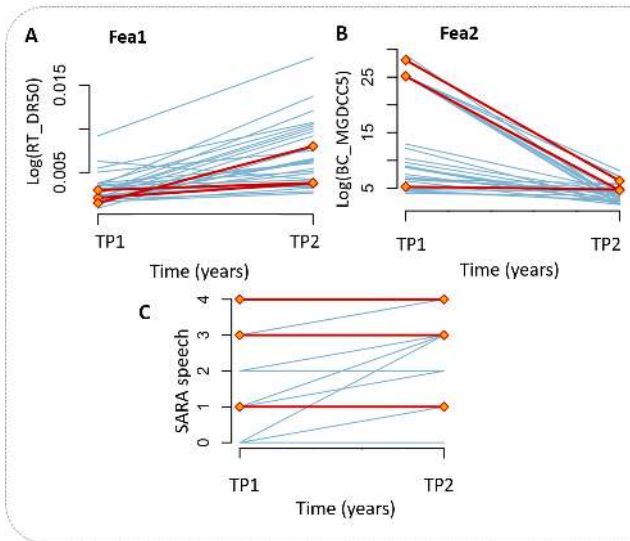 A
Fea1
Log(RT_DR50)
0.015
0.005
TP1
TP2
Time (years)
B
Fea2
Log(BC_MGDCC5)
25
15
5
TP1
TP2
Time (years)
C
SARA speech
4
3
2
1
0
TP1
TP2
Time (years)